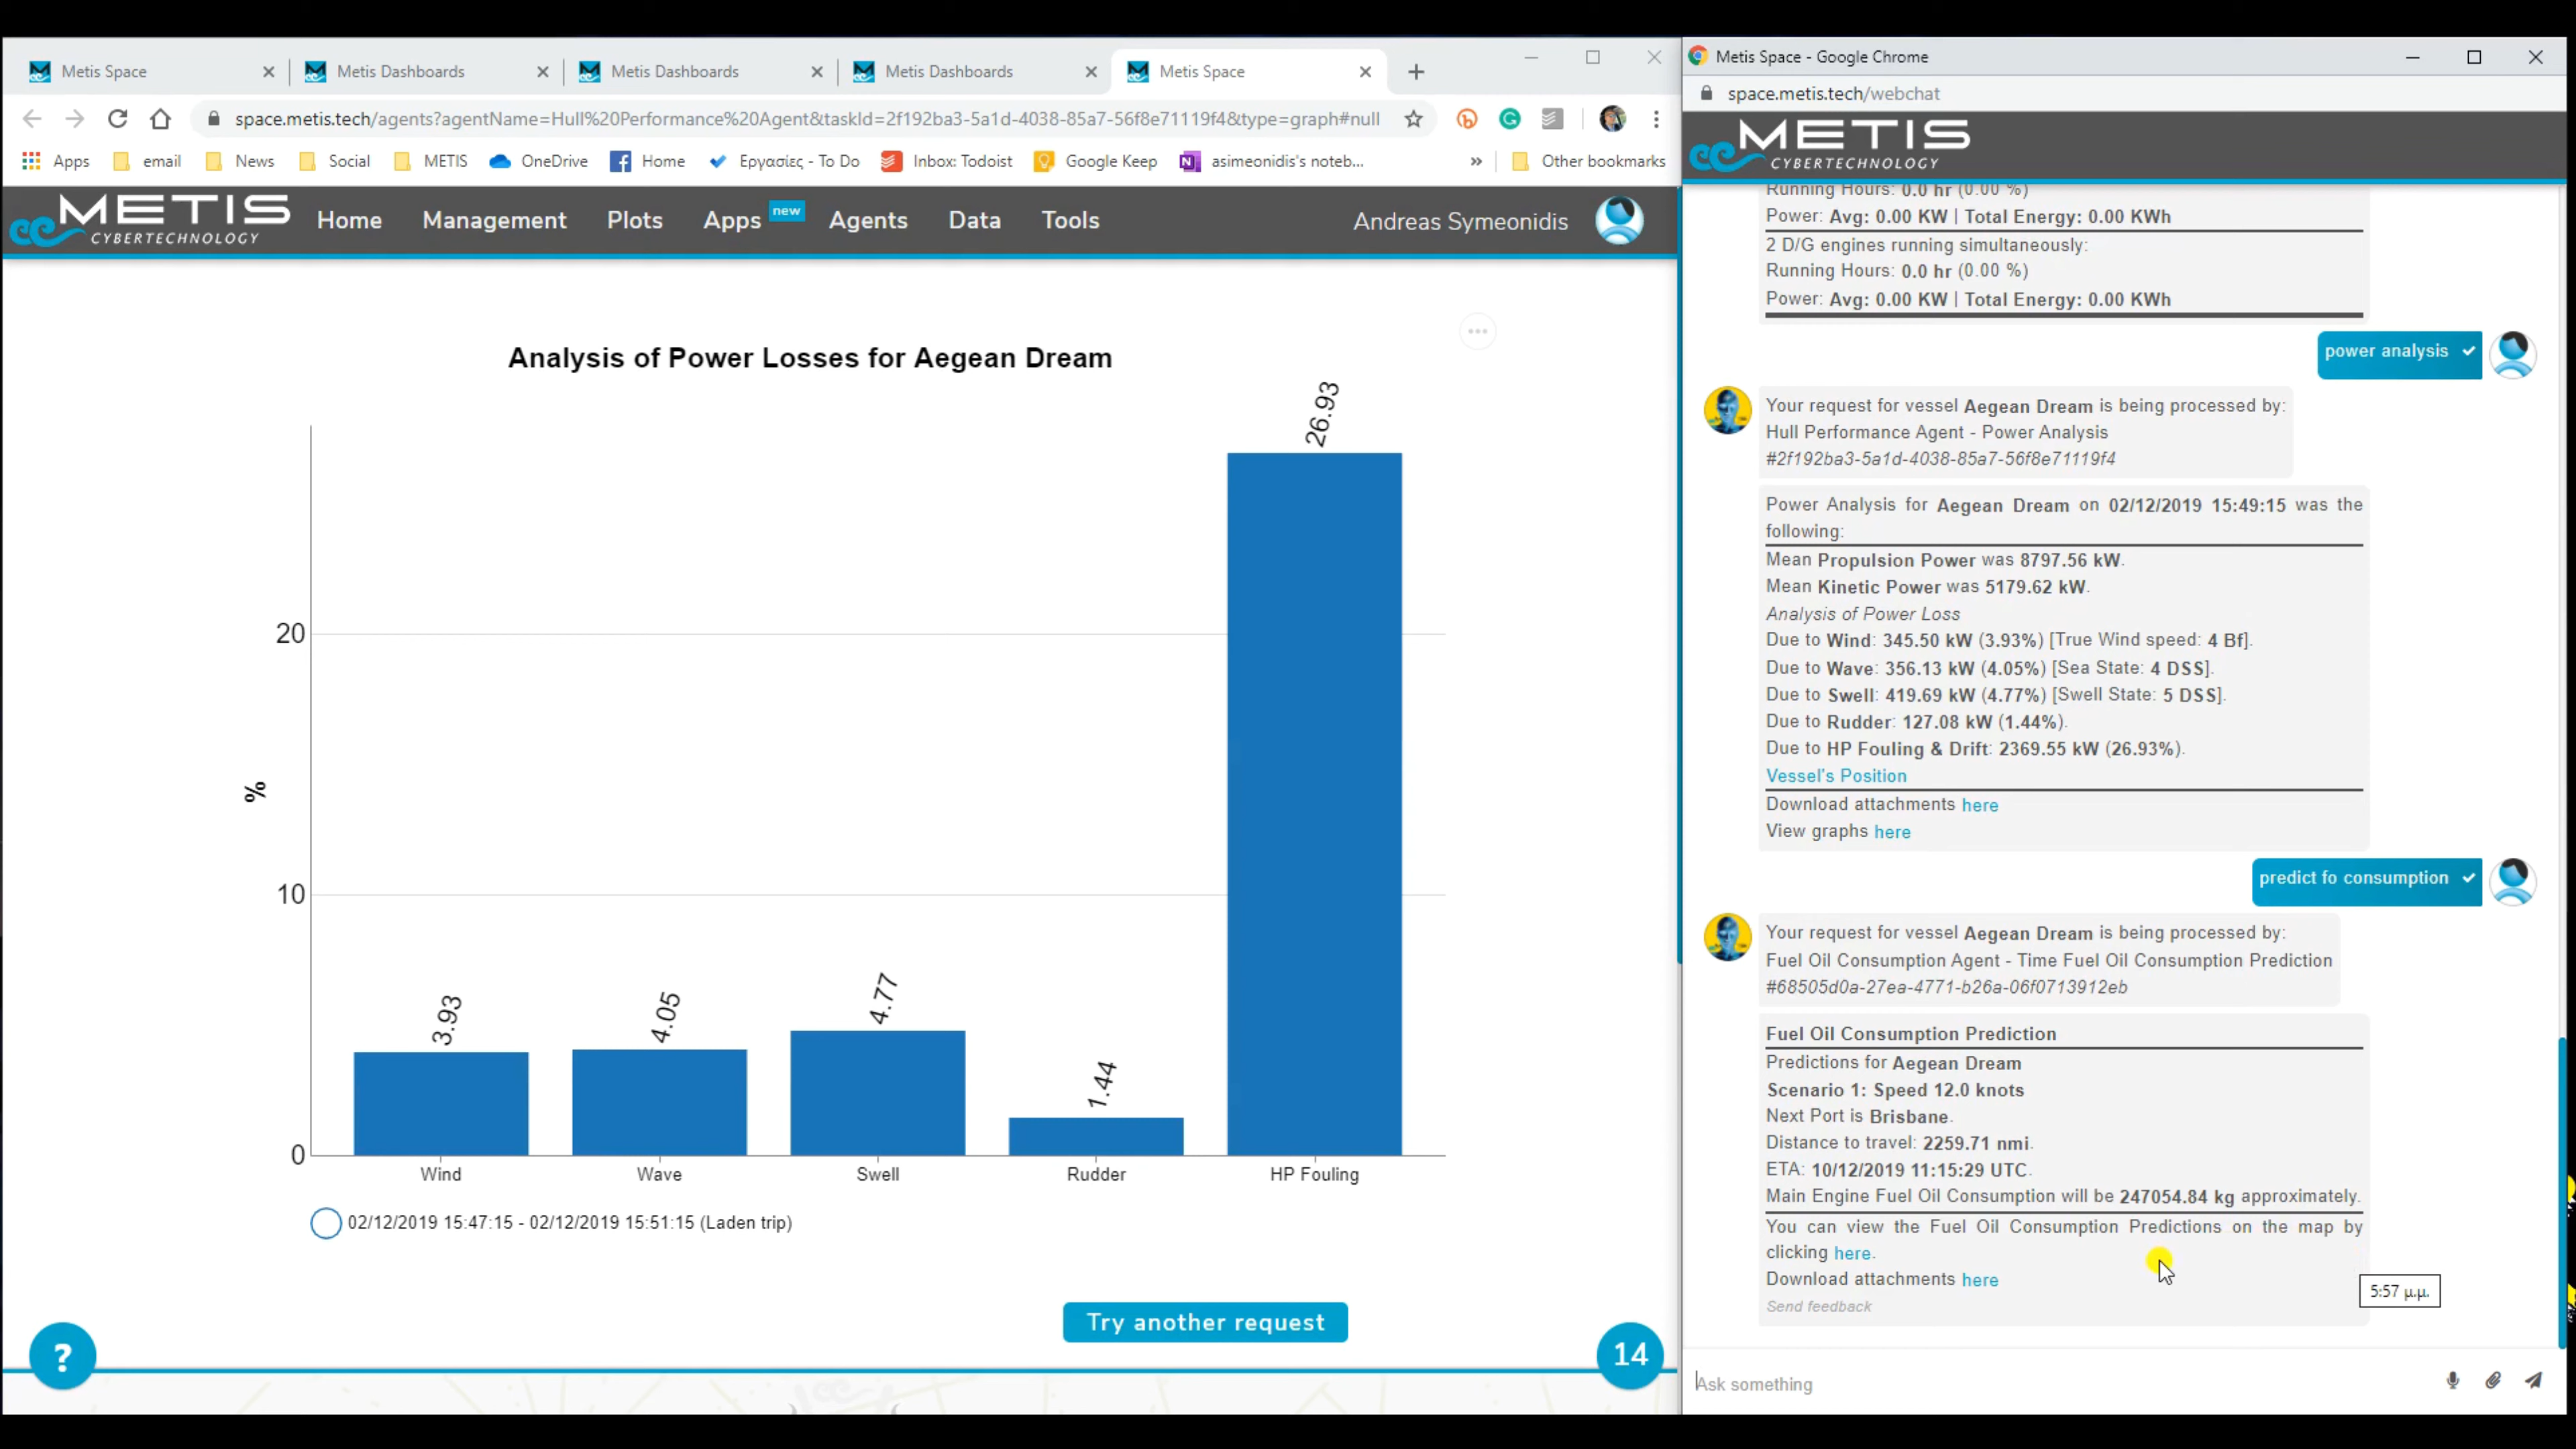 Metis Space
Metis Dashboards
Metis Dashboards
Metis Dashboards
Metis Space
space.metis.tech/agents?agentName=Hull%20Performance%20Agent&taskId=2f192ba3-5a1d-4038-85a7-56f8e71119f4&type=graph#null
Apps
email
News
Social
METIS
OneDrive
Home
Εργασίες - To Do
Inbox: Todoist
Google Keep
asimeonidis's noteb...
»
Other bookmarks
METIS
CYBERTECHNOLOGY
Home
Management
Plots
Apps new
Agents
Data
Tools
Andreas Symeonidis
Analysis of Power Losses for Aegean Dream
26.93
20
%
10
3.93
4.05
4.77
1.44
0
Wind
Wave
Swell
Rudder
HP Fouling
02/12/2019 15:47:15 - 02/12/2019 15:51:15 (Laden trip)
Try another request
?
14
Metis Space - Google Chrome
space.metis.tech/webchat
METIS
CYBERTECHNOLOGY
Running Hours: 0.0 hr (0.00 %)
Power: Avg: 0.00 KW | Total Energy: 0.00 KWh
2 D/G engines running simultaneously:
Running Hours: 0.0 hr (0.00 %)
Power: Avg: 0.00 KW | Total Energy: 0.00 KWh
power analysis
Your request for vessel Aegean Dream is being processed by:
Hull Performance Agent - Power Analysis
#2f192ba3-5a1d-4038-85a7-56f8e71119f4
Power Analysis for Aegean Dream on 02/12/2019 15:49:15 was the
following:
Mean Propulsion Power was 8797.56 kW.
Mean Kinetic Power was 5179.62 kW.
Analysis of Power Loss
Due to Wind: 345.50 kW (3.93%) [True Wind speed: 4 Bf].
Due to Wave: 356.13 kW (4.05%) [Sea State: 4 DSS].
Due to Swell: 419.69 kW (4.77%) [Swell State: 5 DSS].
Due to Rudder: 127.08 kW (1.44%).
Due to HP Fouling & Drift: 2369.55 kW (26.93%).
Vessel's Position
Download attachments here
View graphs here
predict fo consumption
Your request for vessel Aegean Dream is being processed by:
Fuel Oil Consumption Agent - Time Fuel Oil Consumption Prediction
#68505d0a-27ea-4771-b26a-06f0713912eb
Fuel Oil Consumption Prediction
Predictions for Aegean Dream
Scenario 1: Speed 12.0 knots
Next Port is Brisbane.
Distance to travel: 2259.71 nmi.
ETA: 10/12/2019 11:15:29 UTC.
Main Engine Fuel Oil Consumption will be 247054.84 kg approximately.
You can view the Fuel Oil Consumption Predictions on the map by
clicking here.
Download attachments here
Send feedback
5:57 μ.μ.
Ask something